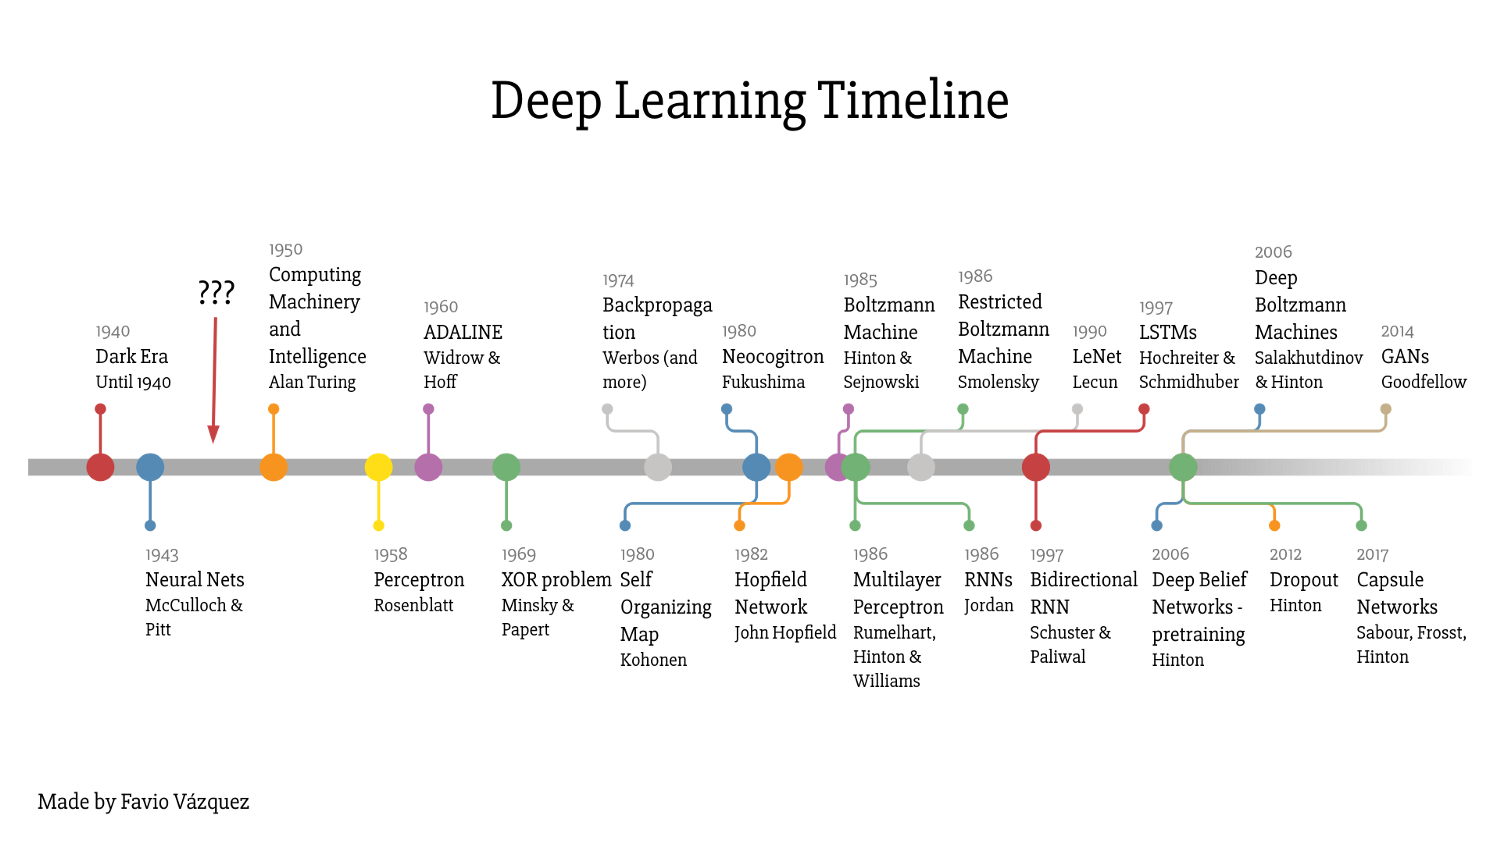 Deep Learning Timeline
???
1940
Dark Era
Until 1940
1950
Computing
Machinery
and
Intelligence
Alan Turing
1960
ADALINE
Widrow &
Hoff
1974
Backpropaga
tion
Werbos (and
more)
1980
Neocogitron
Fukushima
1985
Boltzmann
Machine
Hinton &
Sejnowski
1986
Restricted
Boltzmann
Machine
Smolensky
1990
LeNet
Lecun
1997
LSTMs
Hochreiter &
Schmidhuber
2006
Deep
Boltzmann
Machines
Salakhutdinov
& Hinton
2014
GANs
Goodfellow
1943
Neural Nets
McCulloch &
Pitt
1958
Perceptron
Rosenblatt
1969
XOR problem
Minsky &
Papert
1980
Self
Organizing
Map
Kohonen
1982
Hopfield
Network
John Hopfield
1986
Multilayer
Perceptron
Rumelhart,
Hinton &
Williams
1986
RNNs
Jordan
1997
Bidirectional
RNN
Schuster &
Paliwal
2006
Deep Belief
Networks -
pretraining
Hinton
2012
Dropout
Hinton
2017
Capsule
Networks
Sabour, Frosst,
Hinton
Made by Favio Vázquez